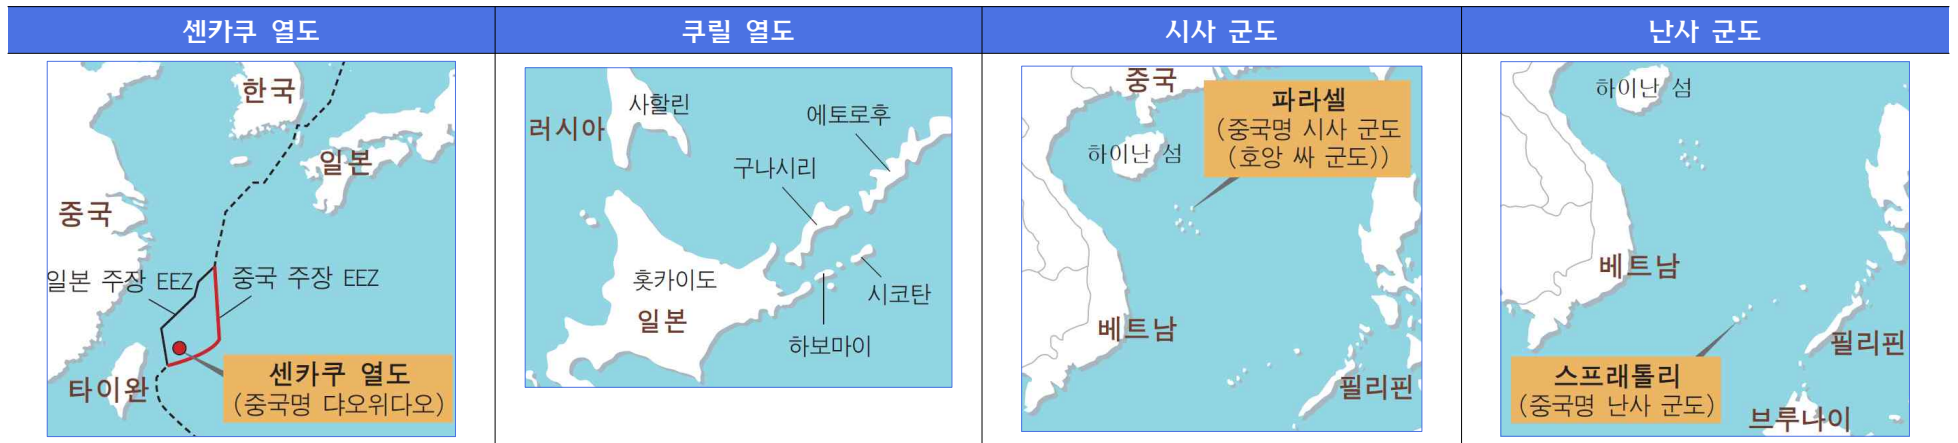 센카쿠 열도
쿠릴 열도
시사 군도
난사 군도
한국
일본
중국
일본 주장 EEZ
중국 주장 EEZ
센카쿠 열도
(중국명 댜오위다오)
타이완
사할린
러시아
에토로후
구나시리
홋카이도
일본
시코탄
하보마이
중국
파라셀
(중국명 시사 군도
(호앙 싸 군도))
하이난 섬
베트남
필리핀
하이난 섬
베트남
필리핀
스프래톨리
(중국명 난사 군도)
브루나이